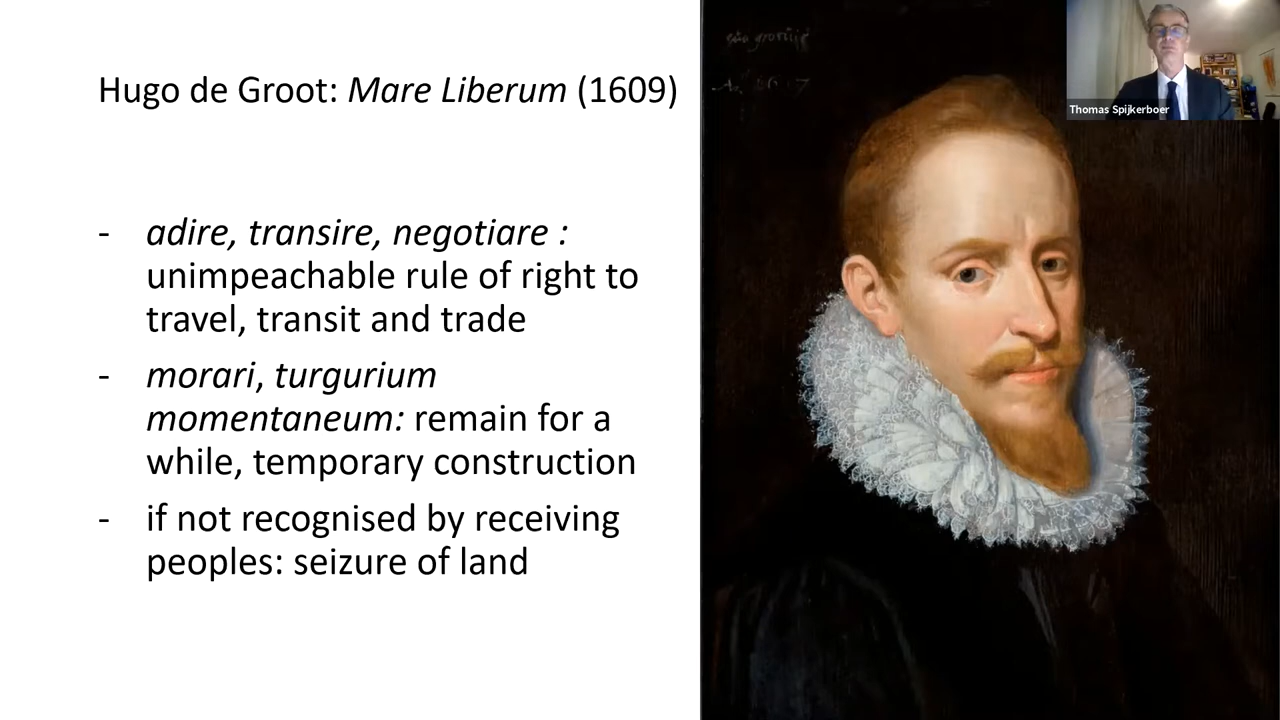 Hugo de Groot: Mare Liberum (1609)
- adire, transire, negotiare :
unimpeachable rule of right to
travel, transit and trade
- morari, turgurium
momentaneum: remain for a
while, temporary construction
- if not recognised by receiving
peoples: seizure of land
Thomas Spijkerboer